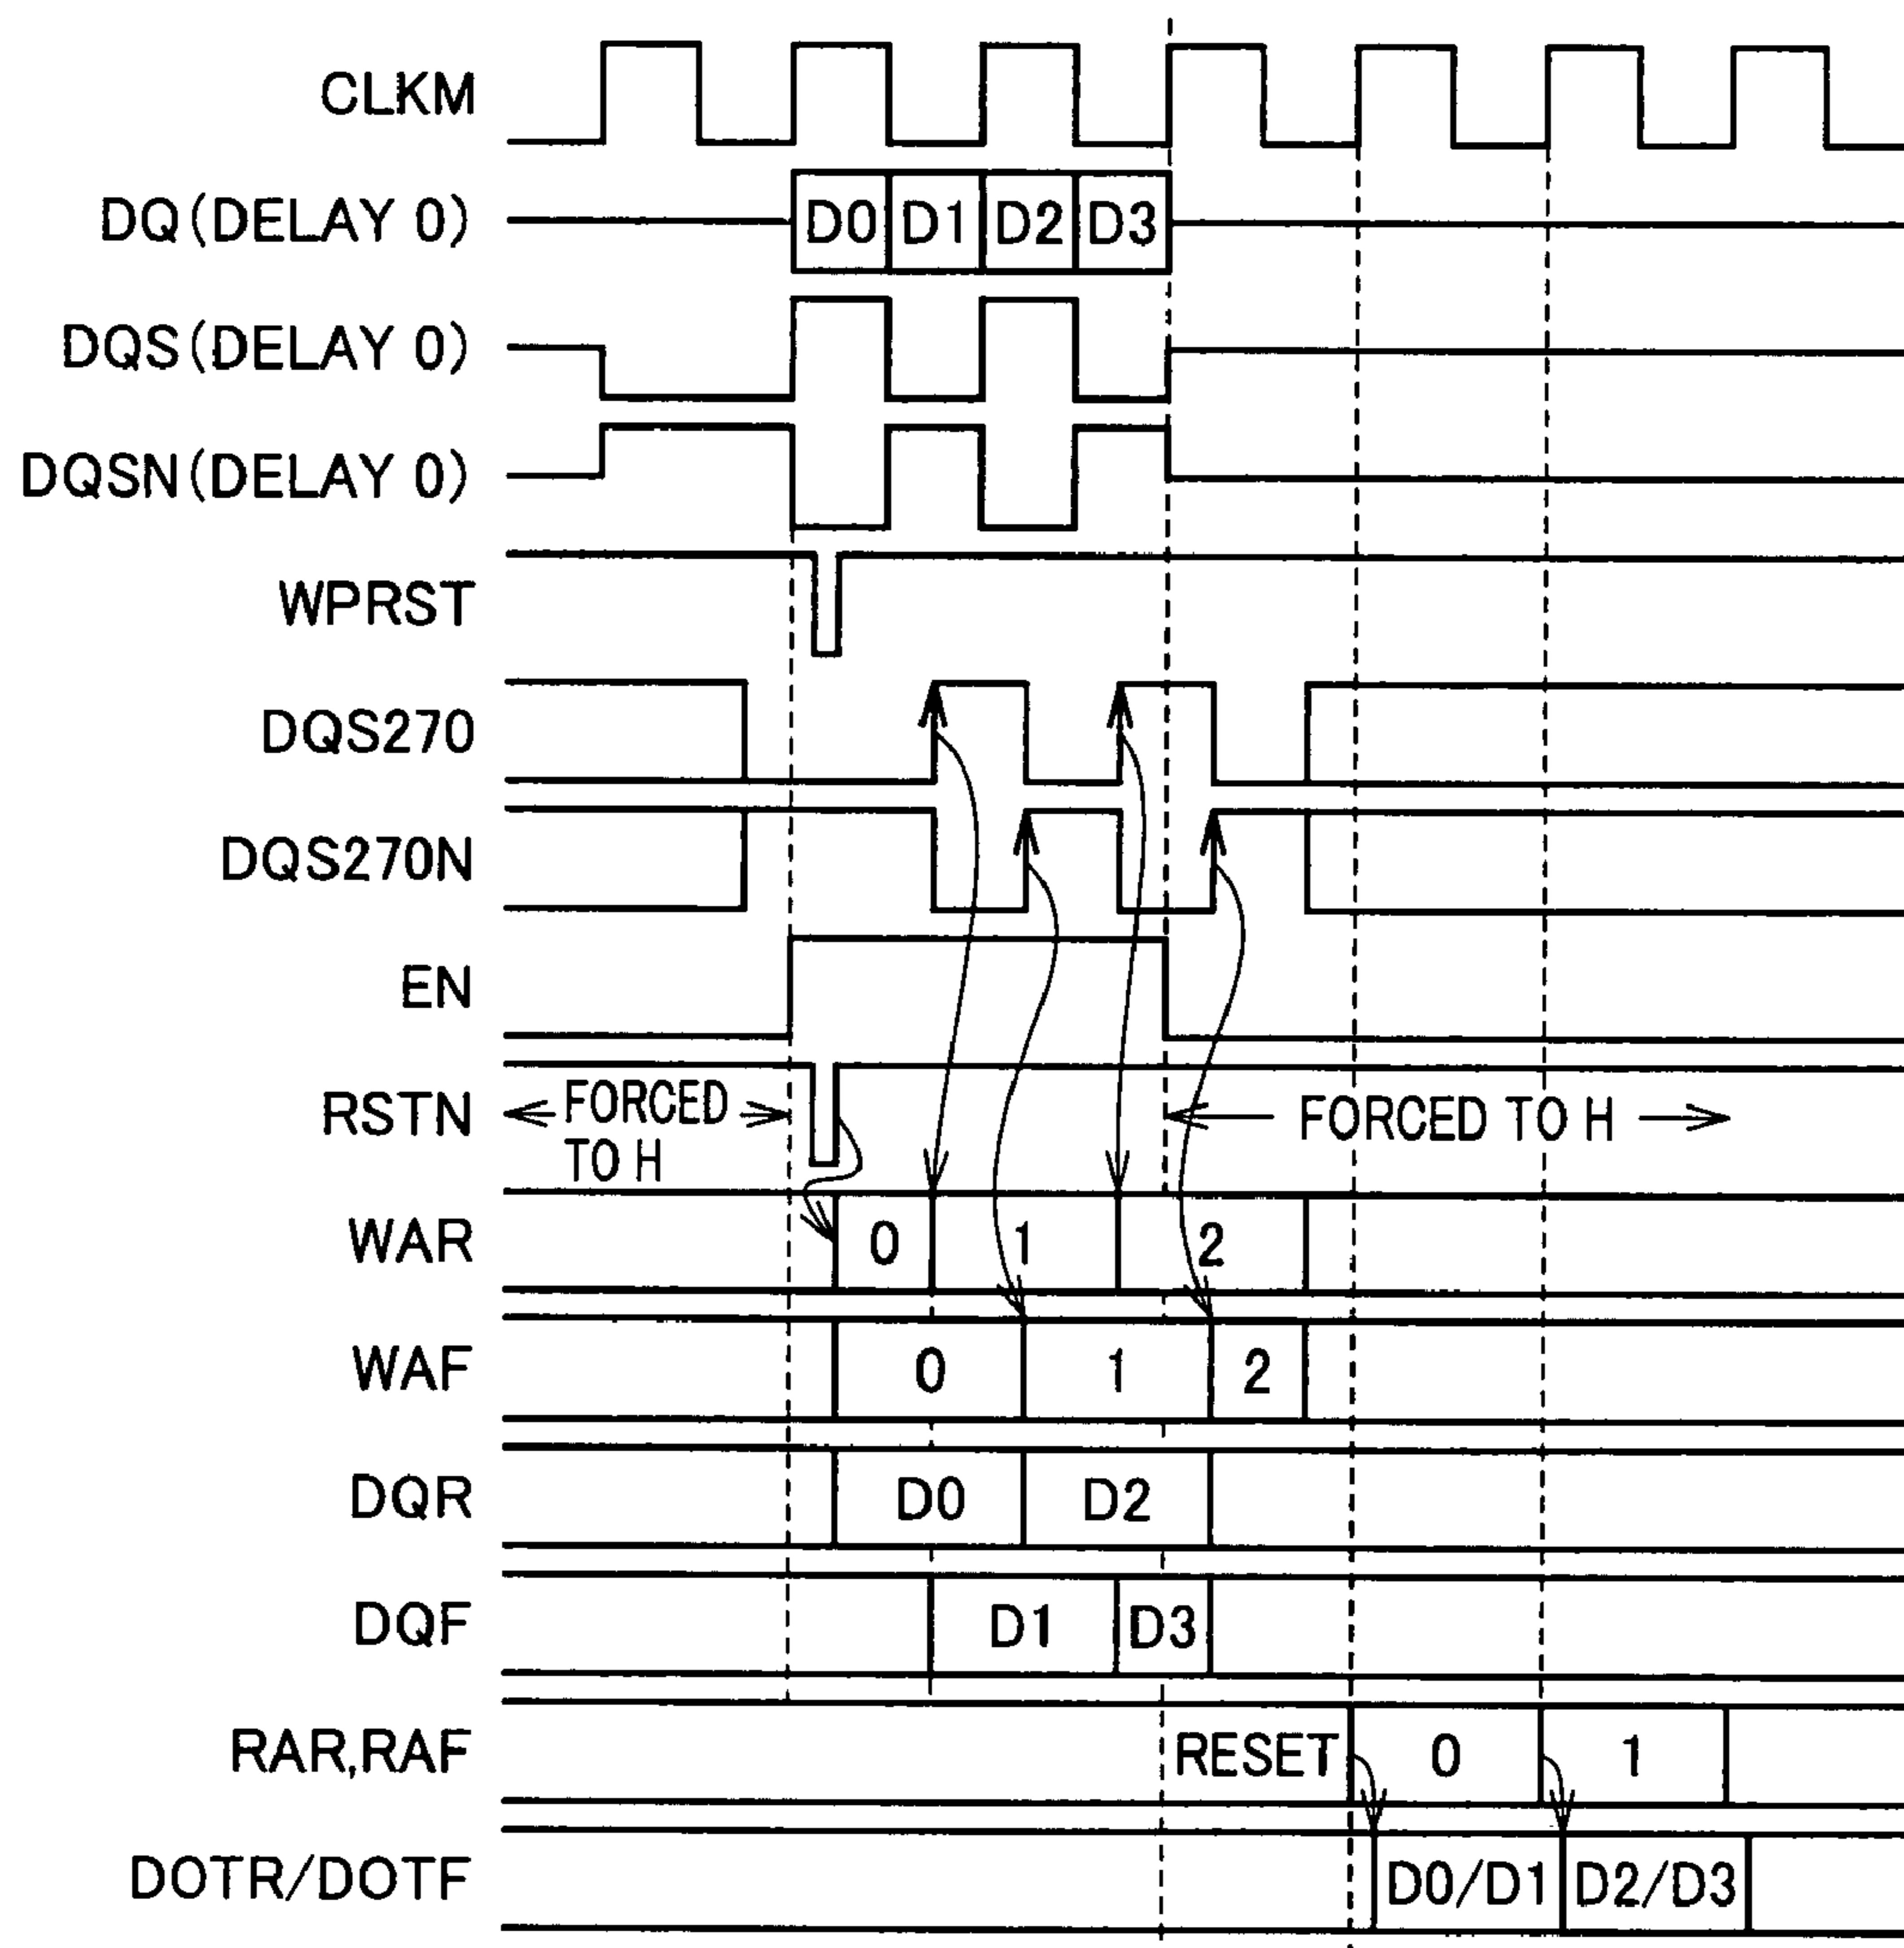 CLKM
DQ(DELAY 0) D0 D1 D2 D3
DQS(DELAY 0)
DQSN(DELAY 0)
WPRST
DQS270
DQS270N
EN
RSTN FORCED TO H FORCED TO H
WAR 0 1 2
WAF 0 1 2
DQR D0 D2
DQF D1 D3
RAR,RAF RESET 0 1
DOTR/DOTF D0/D1 D2/D3